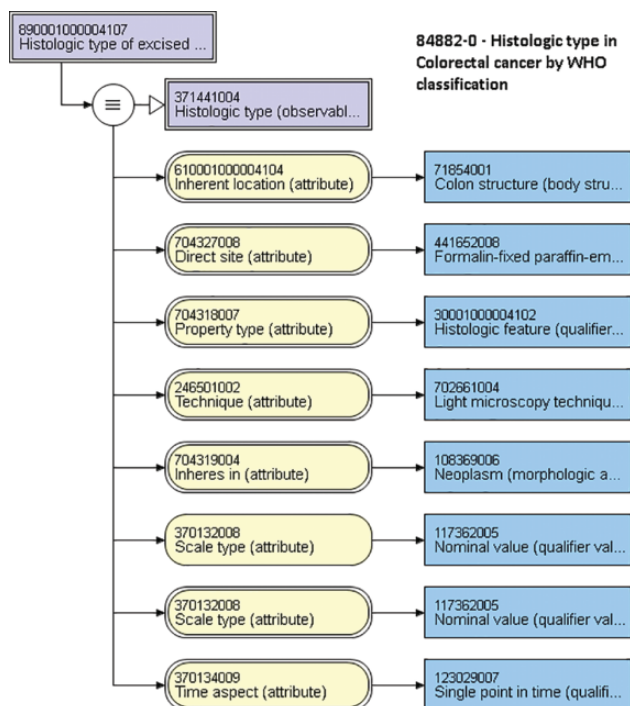 890001000004107
Histologic type of excised ...
84882-0 - Histologic type in
Colorectal cancer by WHO
classification
≡
371441004
Histologic type (observabl...
610001000004104
Inherent location (attribute)
71854001
Colon structure (body stru...
704327008
Direct site (attribute)
441652008
Formalin-fixed paraffin-em...
704318007
Property type (attribute)
30001000004102
Histologic feature (qualifier...
246501002
Technique (attribute)
702661004
Light microscopy techniqu...
704319004
Inheres in (attribute)
108369006
Neoplasm (morphologic a...
370132008
Scale type (attribute)
117362005
Nominal value (qualifier val...
370132008
Scale type (attribute)
117362005
Nominal value (qualifier val...
370134009
Time aspect (attribute)
123029007
Single point in time (qualifi...